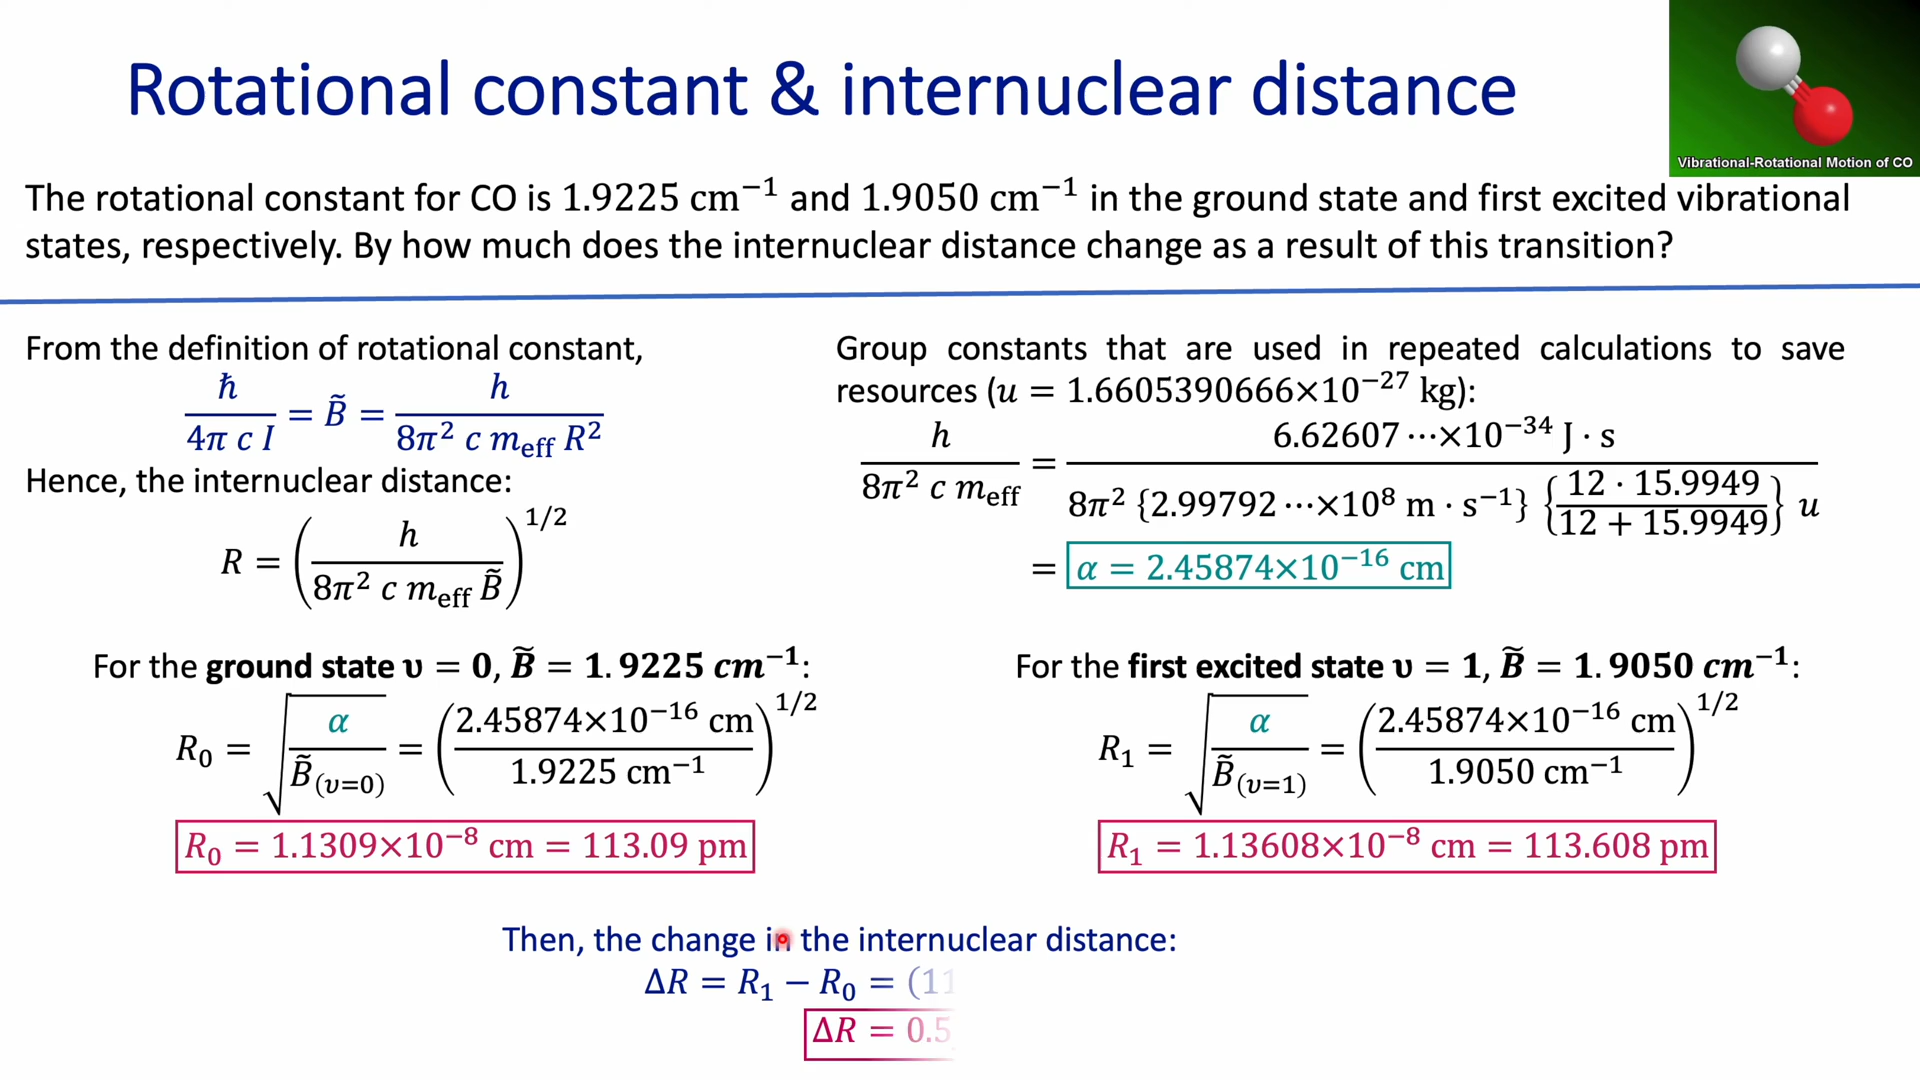 Rotational constant & internuclear distance
Vibrational-Rotational Motion of CO
The rotational constant for CO is 1.9225 cm⁻¹ and 1.9050 cm⁻¹ in the ground state and first excited vibrational
states, respectively. By how much does the internuclear distance change as a result of this transition?
From the definition of rotational constant,
ħ/(4π c I) = B̃ = h/(8π² c m_eff R²)
Hence, the internuclear distance:
R = (h/(8π² c m_eff B̃))^(1/2)
Group constants that are used in repeated calculations to save
resources (u = 1.6605390666×10⁻²⁷ kg):
h/(8π² c m_eff) = 6.62607 ⋯×10⁻³⁴ J · s / (8π² {2.99792 ⋯×10⁸ m · s⁻¹} {(12 · 15.9949)/(12 + 15.9949)} u)
= α = 2.45874×10⁻¹⁶ cm
For the ground state υ = 0, B̃ = 1.9225 cm⁻¹:
R₀ = √(α/B̃_(υ=0)) = (2.45874×10⁻¹⁶ cm / 1.9225 cm⁻¹)^(1/2)
R₀ = 1.1309×10⁻⁸ cm = 113.09 pm
For the first excited state υ = 1, B̃ = 1.9050 cm⁻¹:
R₁ = √(α/B̃_(υ=1)) = (2.45874×10⁻¹⁶ cm / 1.9050 cm⁻¹)^(1/2)
R₁ = 1.13608×10⁻⁸ cm = 113.608 pm
Then, the change in the internuclear distance:
ΔR = R₁ − R₀ = (11
ΔR = 0.5